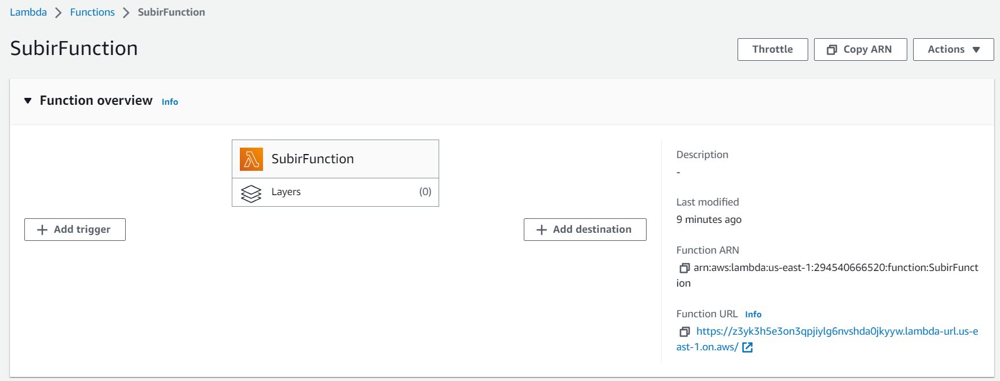 Lambda > Functions > SubirFunction
SubirFunction
Throttle
Copy ARN
Actions ▼
▼ Function overview Info
SubirFunction
Layers (0)
+ Add trigger
+ Add destination
Description
-
Last modified
9 minutes ago
Function ARN
arn:aws:lambda:us-east-1:294540666520:function:SubirFunct
ion
Function URL Info
https://z3yk3h5e3on3qpjiylg6nvshda0jkyyw.lambda-url.us-e
ast-1.on.aws/